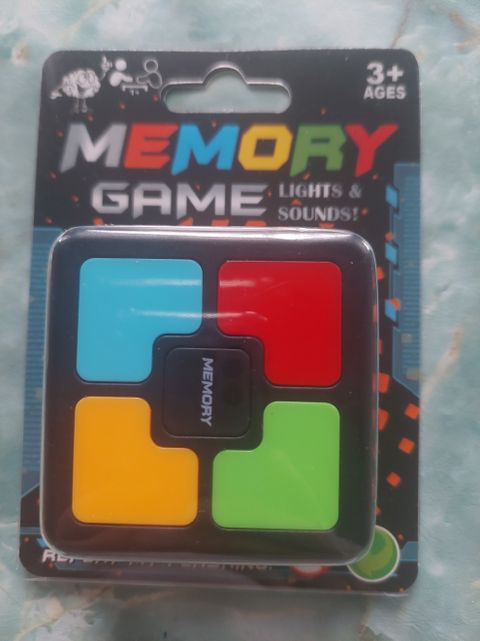 3+
AGES
MEMORY
GAME
LIGHTS &
SOUNDS!
MEMORY